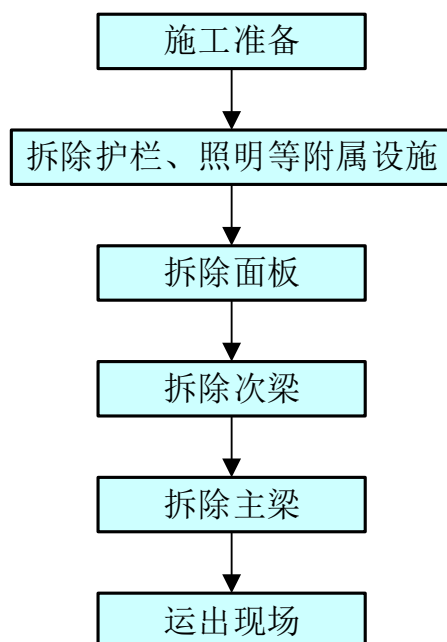 施工准备
拆除护栏、照明等附属设施
拆除面板
拆除次梁
拆除主梁
运出现场